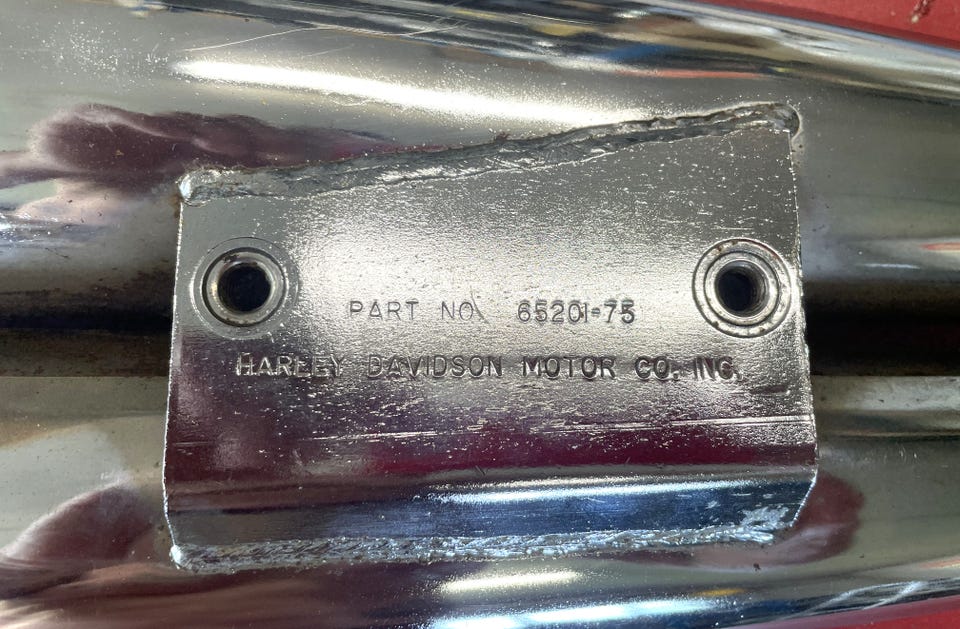 PART NO. 65201-75
HARLEY DAVIDSON MOTOR CO. INC.